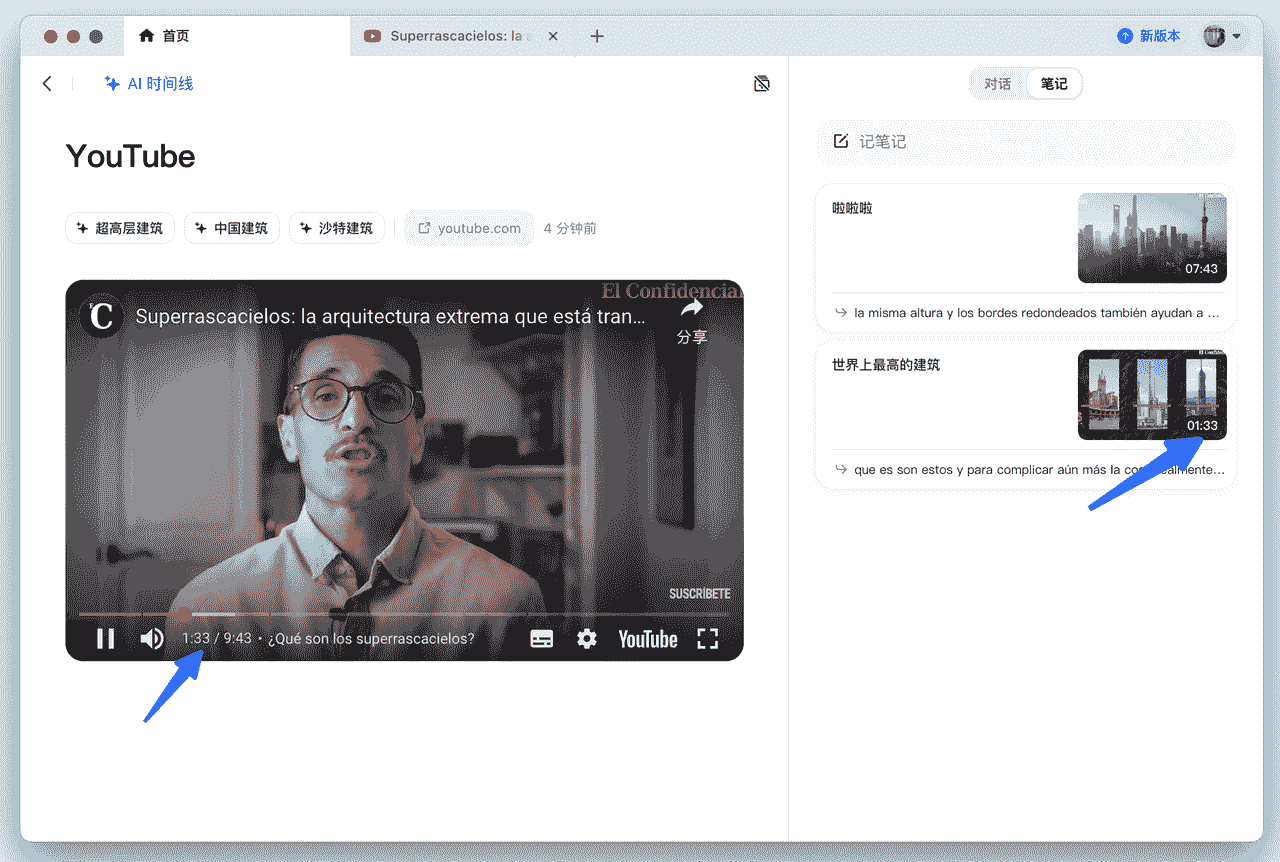 首页
Superrascacielos: la
新版本
AI 时间线
对话
笔记
YouTube
记笔记
超高层建筑
中国建筑
沙特建筑
youtube.com
4 分钟前
El Confidencial
Superrascacielos: la arquitectura extrema que está tran...
分享
SUSCRÍBETE
1:33 / 9:43 • ¿Qué son los superrascacielos?
YouTube
啦啦啦
07:43
la misma altura y los bordes redondeados también ayudan a ...
世界上最高的建筑
01:33
que es son estos y para complicar aún más la